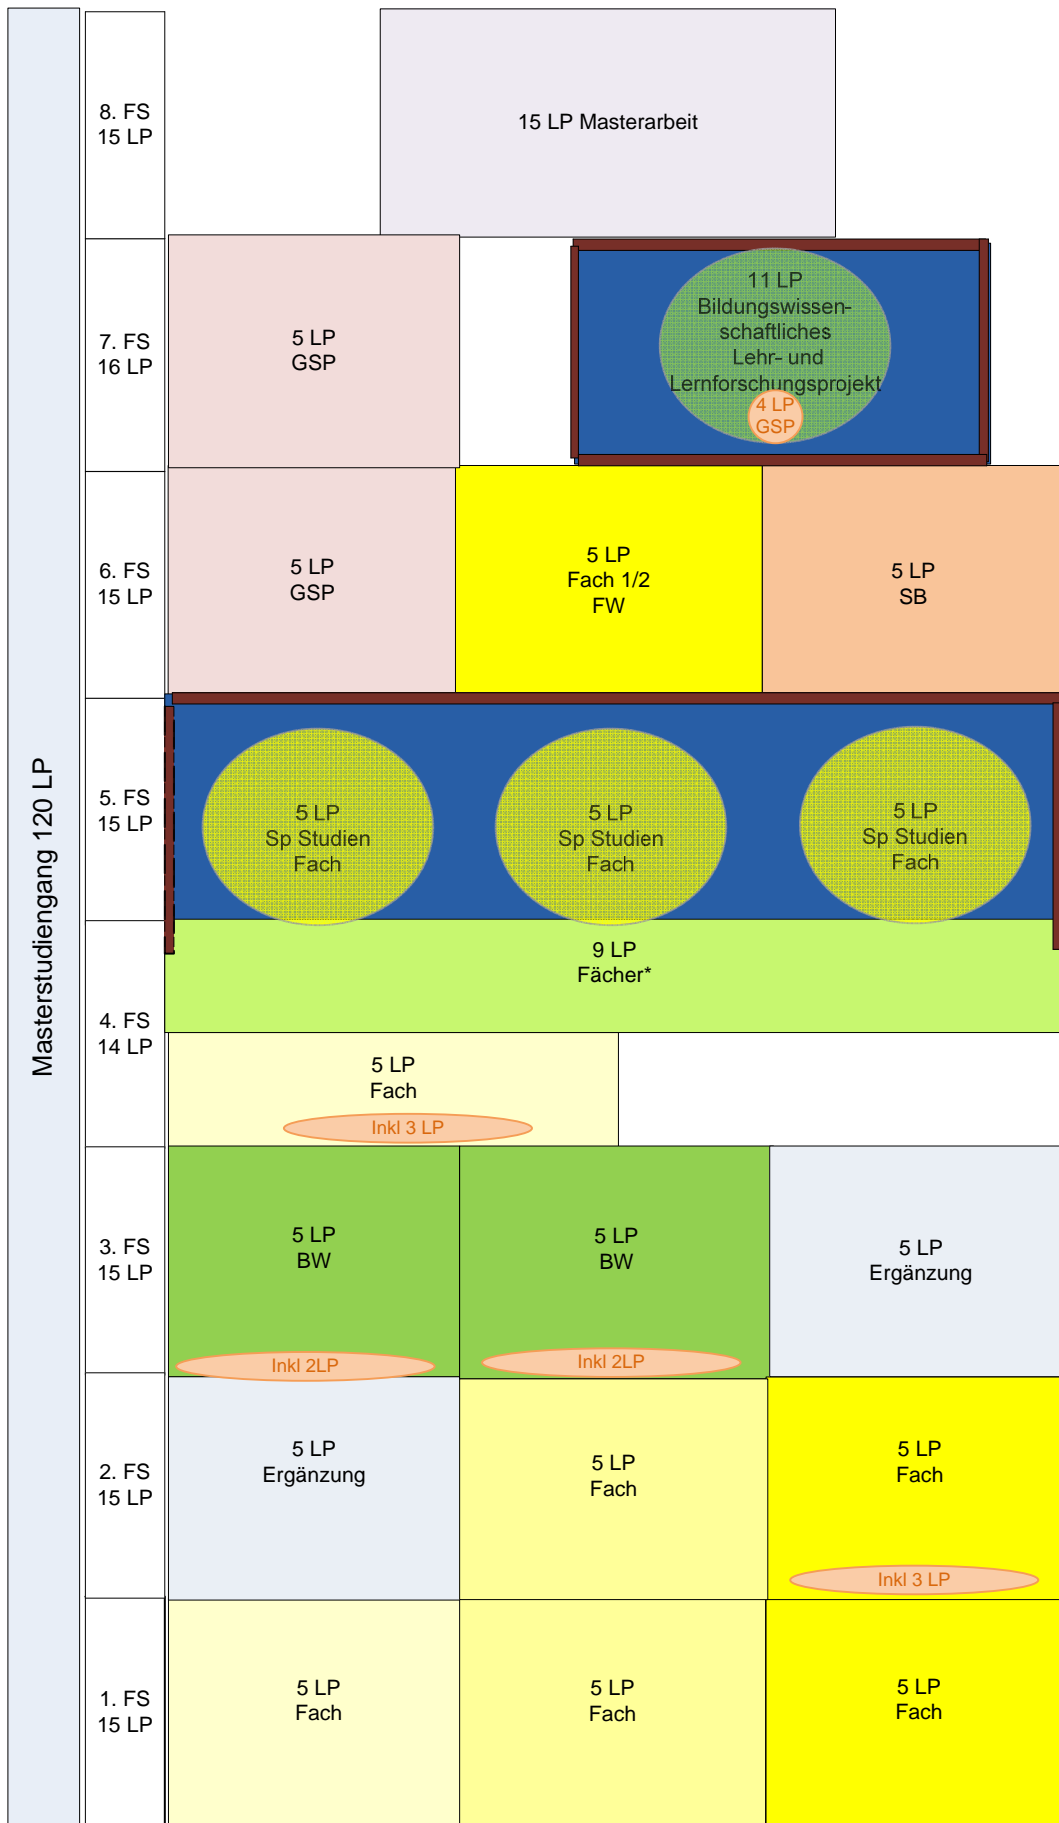 Masterstudiengang 120 LP
8. FS
15 LP
15 LP Masterarbeit
7. FS
16 LP
5 LP
GSP
11 LP
Bildungswissen-
schaftliches
Lehr- und
Lernforschungsprojekt
4 LP
GSP
6. FS
15 LP
5 LP
GSP
5 LP
Fach 1/2
FW
5 LP
SB
5. FS
15 LP
5 LP
Sp Studien
Fach
5 LP
Sp Studien
Fach
5 LP
Sp Studien
Fach
4. FS
14 LP
9 LP
Fächer*
5 LP
Fach
Inkl 3 LP
3. FS
15 LP
5 LP
BW
Inkl 2LP
5 LP
BW
Inkl 2LP
5 LP
Ergänzung
2. FS
15 LP
5 LP
Ergänzung
5 LP
Fach
5 LP
Fach
Inkl 3 LP
1. FS
15 LP
5 LP
Fach
5 LP
Fach
5 LP
Fach